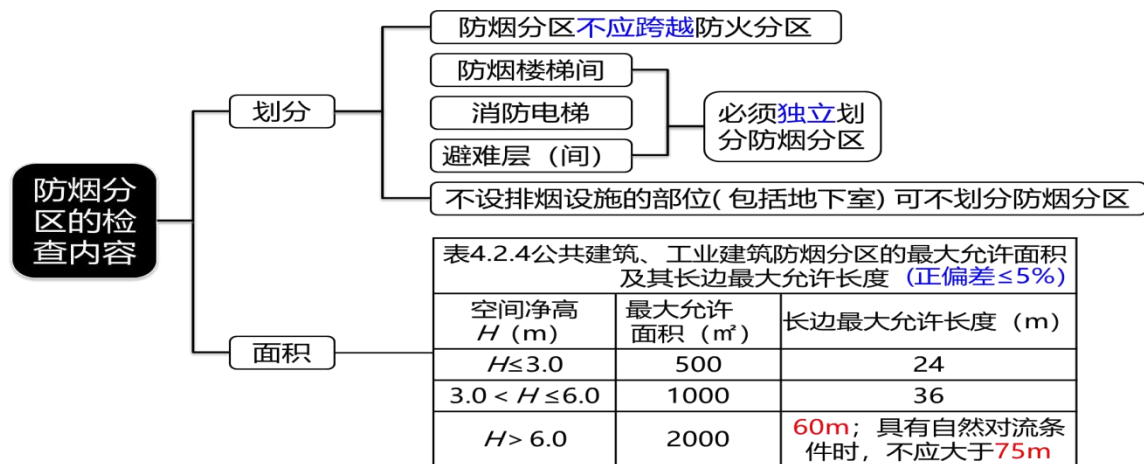 防烟分
区的检
查内容
划分
防烟分区不应跨越防火分区
防烟楼梯间
消防电梯
避难层（间）
必须独立划
分防烟分区
不设排烟设施的部位( 包括地下室) 可不划分防烟分区
面积
表4.2.4公共建筑、工业建筑防烟分区的最大允许面积
及其长边最大允许长度（正偏差≤5%）
空间净高
H（m）
最大允许
面积（㎡）
长边最大允许长度（m）
H≤3.0
500
24
3.0 < H ≤6.0
1000
36
H> 6.0
2000
60m；具有自然对流条
件时，不应大于75m